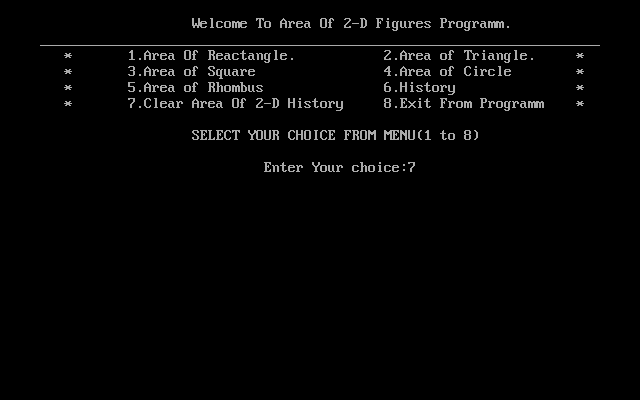 Welcome To Area Of 2-D Figures Programm.
* 1.Area Of Reactangle. 2.Area of Triangle. *
* 3.Area of Square 4.Area of Circle *
* 5.Area of Rhombus 6.History *
* 7.Clear Area Of 2-D History 8.Exit From Programm *
SELECT YOUR CHOICE FROM MENU(1 to 8)
Enter Your choice:7